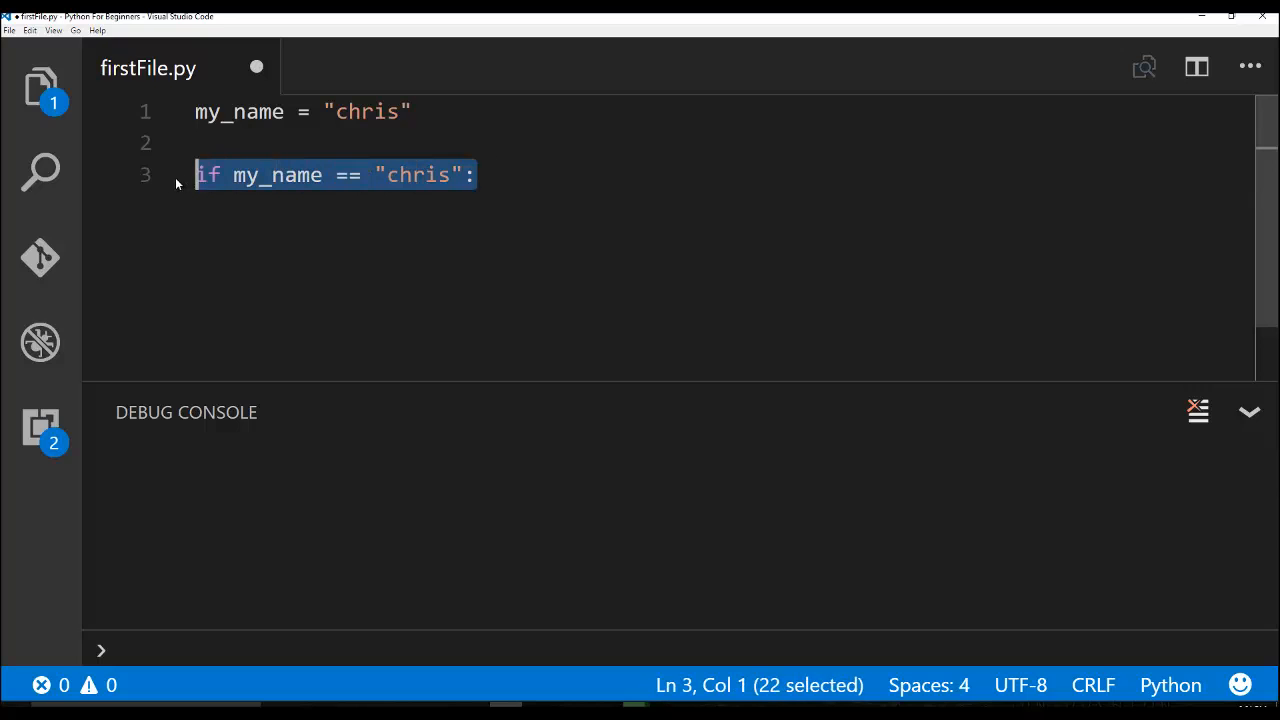 firstFile.py - Python For Beginners - Visual Studio Code
File Edit View Go Help
firstFile.py
1
1 my_name = "chris"
2
3 if my_name == "chris":
2
DEBUG CONSOLE
0 0 Ln 3, Col 1 (22 selected) Spaces: 4 UTF-8 CRLF Python